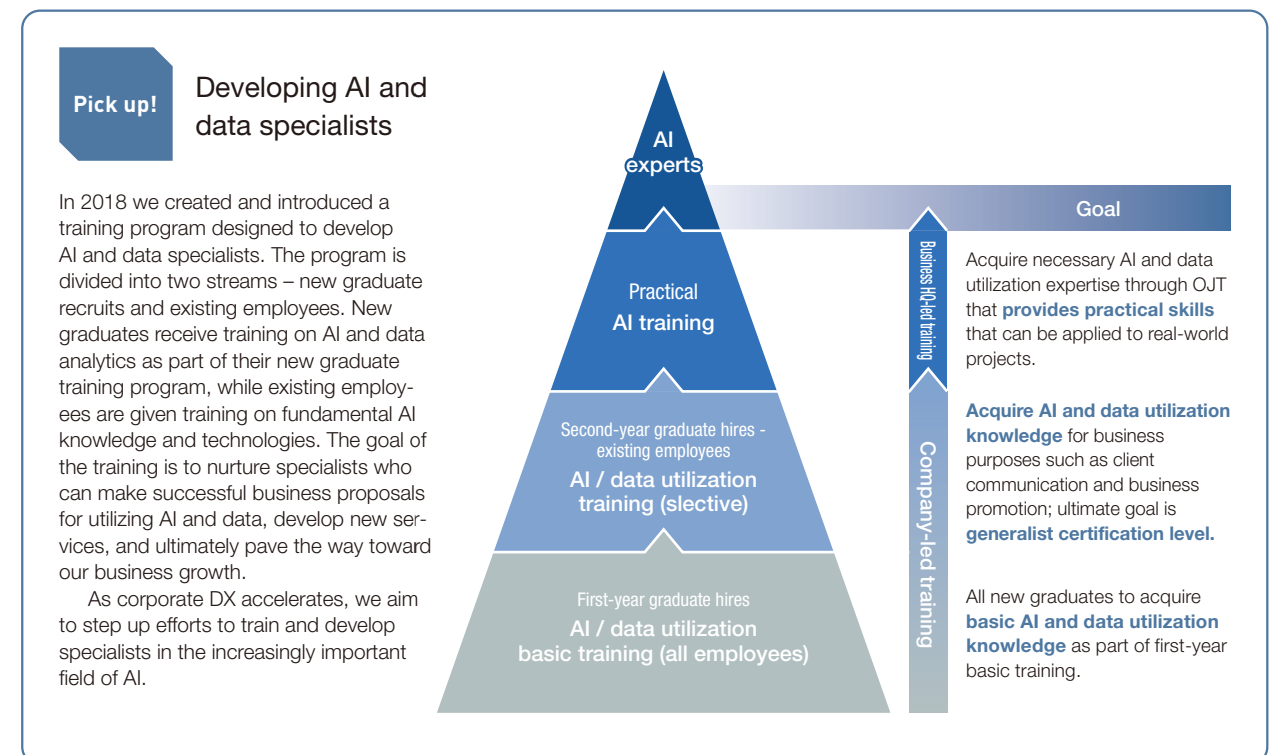 Pick up!
Developing AI and
data specialists
In 2018 we created and introduced a
training program designed to develop
AI and data specialists. The program is
divided into two streams – new graduate
recruits and existing employees. New
graduates receive training on AI and data
analytics as part of their new graduate
training program, while existing employ-
ees are given training on fundamental AI
knowledge and technologies. The goal of
the training is to nurture specialists who
can make successful business proposals
for utilizing AI and data, develop new ser-
vices, and ultimately pave the way toward
our business growth.
As corporate DX accelerates, we aim
to step up efforts to train and develop
specialists in the increasingly important
field of AI.
AI
experts
Practical
AI training
Second-year graduate hires -
existing employees
AI / data utilization
training (slective)
First-year graduate hires
AI / data utilization
basic training (all employees)
Goal
Business HQ-led training
Company-led training
Acquire necessary AI and data
utilization expertise through OJT
that provides practical skills
that can be applied to real-world
projects.
Acquire AI and data utilization
knowledge for business
purposes such as client
communication and business
promotion; ultimate goal is
generalist certification level.
All new graduates to acquire
basic AI and data utilization
knowledge as part of first-year
basic training.